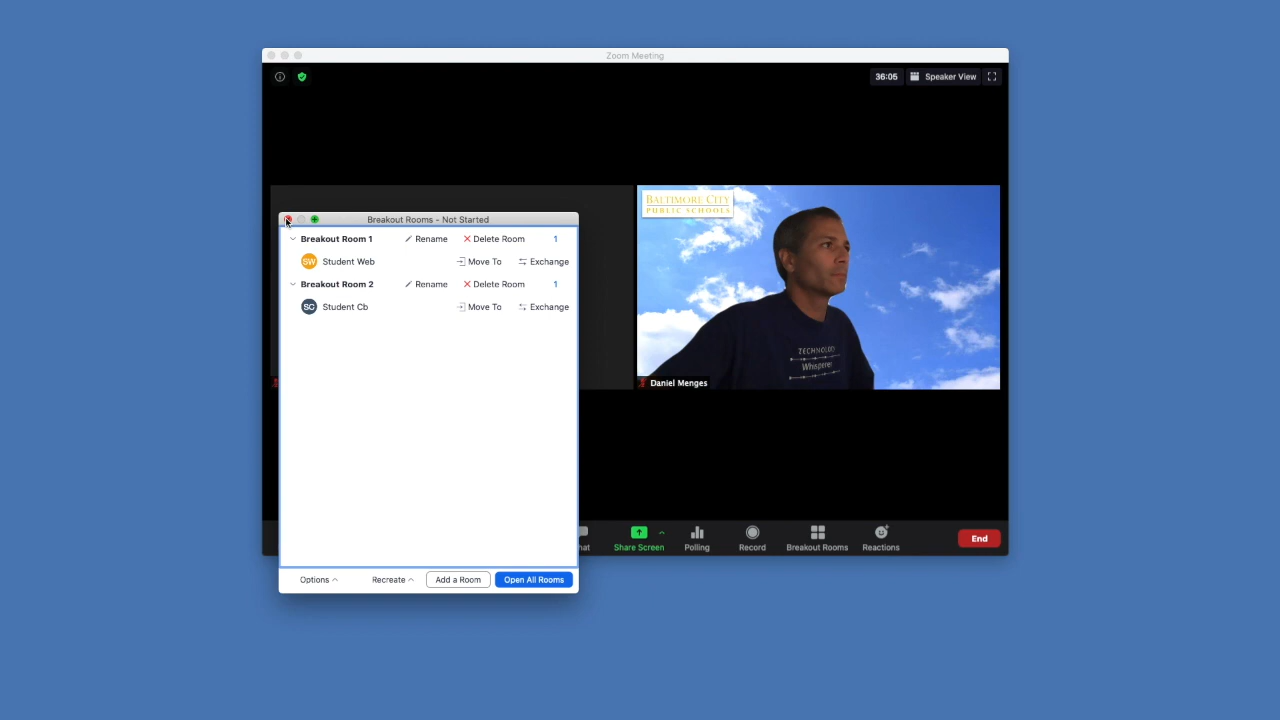 Zoom Meeting
36:05 Speaker View
BALTIMORE CITY
PUBLIC SCHOOLS
Breakout Rooms - Not Started
Breakout Room 1 Rename Delete Room 1
SW Student Web Move To Exchange
Breakout Room 2 Rename Delete Room 1
SC Student Cb Move To Exchange
TECHNOLOGY
Whisperer
Daniel Menges
hat Share Screen Polling Record Breakout Rooms Reactions End
Options Recreate Add a Room Open All Rooms